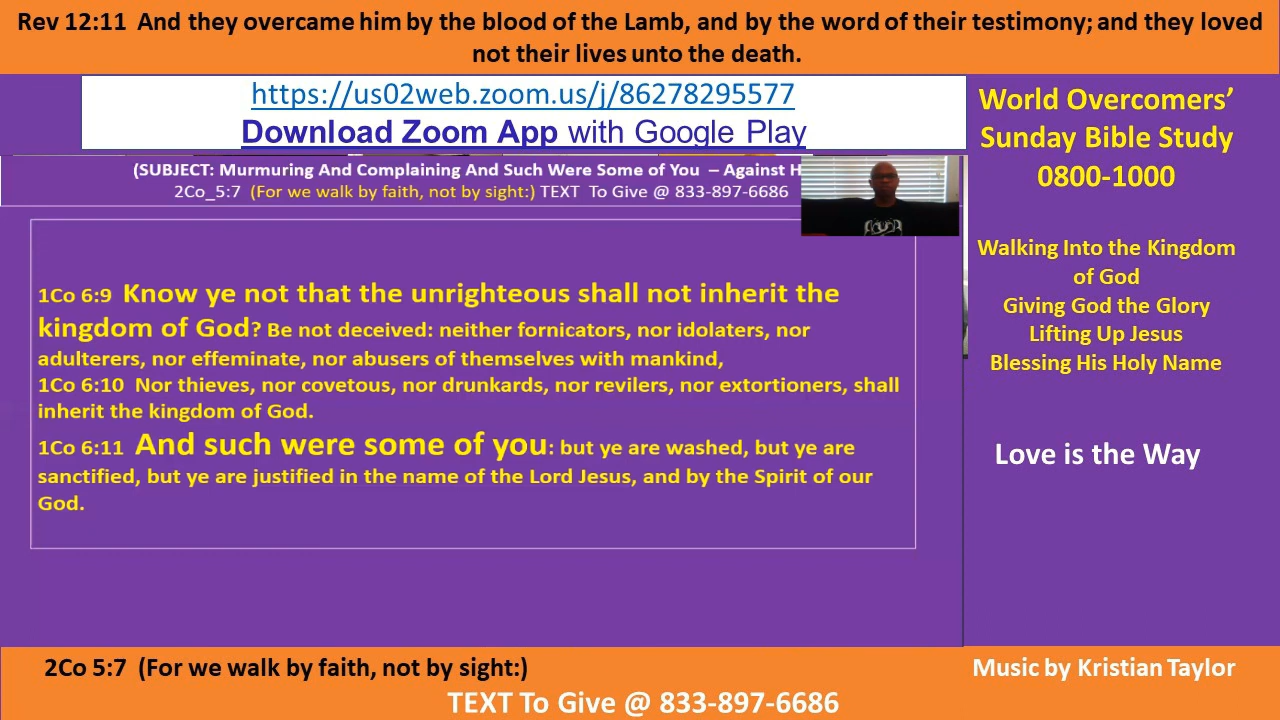 Rev 12:11 And they overcame him by the blood of the Lamb, and by the word of their testimony; and they loved
not their lives unto the death.
https://us02web.zoom.us/j/86278295577
Download Zoom App with Google Play
(SUBJECT: Murmuring And Complaining And Such Were Some of You – Against H
2Co_5:7 (For we walk by faith, not by sight:) TEXT To Give @ 833-897-6686
1Co 6:9 Know ye not that the unrighteous shall not inherit the
kingdom of God? Be not deceived: neither fornicators, nor idolaters, nor
adulterers, nor effeminate, nor abusers of themselves with mankind,
1Co 6:10 Nor thieves, nor covetous, nor drunkards, nor revilers, nor extortioners, shall
inherit the kingdom of God.
1Co 6:11 And such were some of you: but ye are washed, but ye are
sanctified, but ye are justified in the name of the Lord Jesus, and by the Spirit of our
God.
World Overcomers’
Sunday Bible Study
0800-1000
Walking Into the Kingdom
of God
Giving God the Glory
Lifting Up Jesus
Blessing His Holy Name
Love is the Way
2Co 5:7 (For we walk by faith, not by sight:)
Music by Kristian Taylor
TEXT To Give @ 833-897-6686